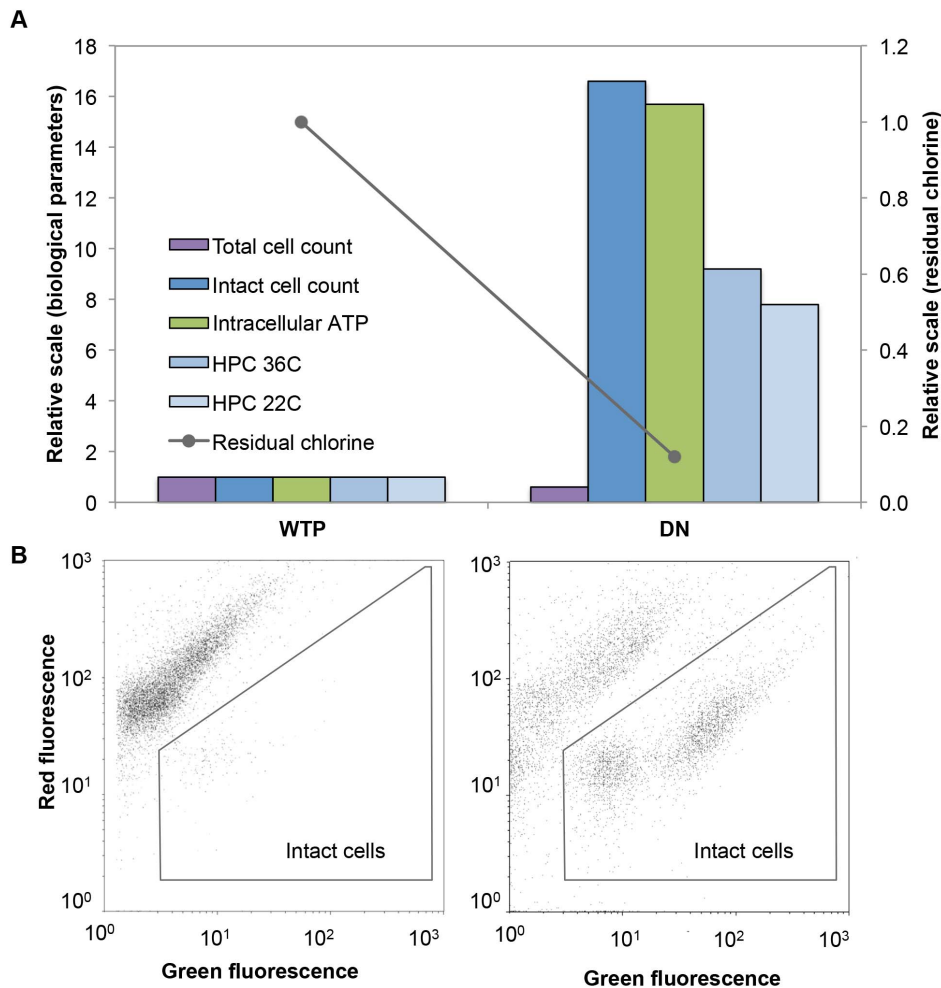 A
Relative scale (biological parameters)
18
16
14
12
10
8
6
4
2
0
Total cell count
Intact cell count
Intracellular ATP
HPC 36C
HPC 22C
Residual chlorine
WTP
DN
1.2
1.0
0.8
0.6
0.4
0.2
0.0
Relative scale (residual chlorine)
B
Red fluorescence
10³
10²
10¹
10⁰
Intact cells
10⁰ 10¹ 10² 10³
Green fluorescence
10³
10²
10¹
10⁰
Intact cells
10⁰ 10¹ 10² 10³
Green fluorescence